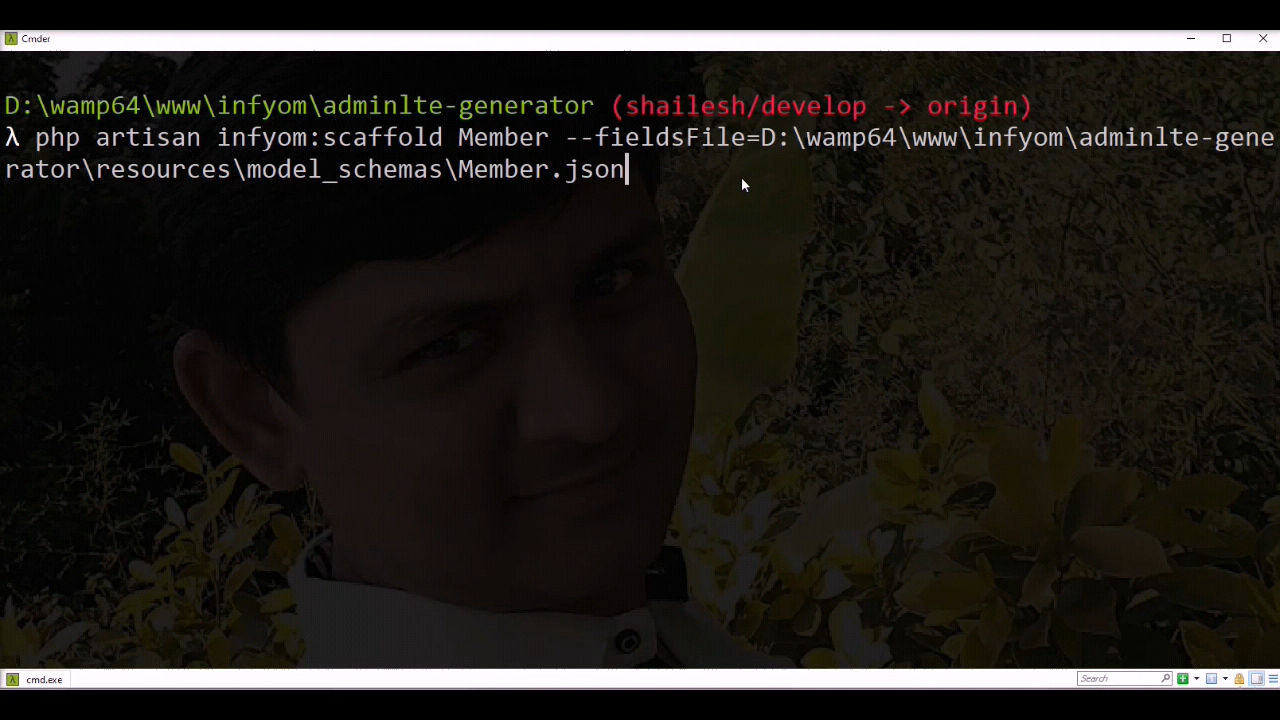 Cmder
D:\wamp64\www\infyom\adminlte-generator (shailesh/develop -> origin)
λ php artisan infyom:scaffold Member --fieldsFile=D:\wamp64\www\infyom\adminlte-gene
rator\resources\model_schemas\Member.json
cmd.exe
Search